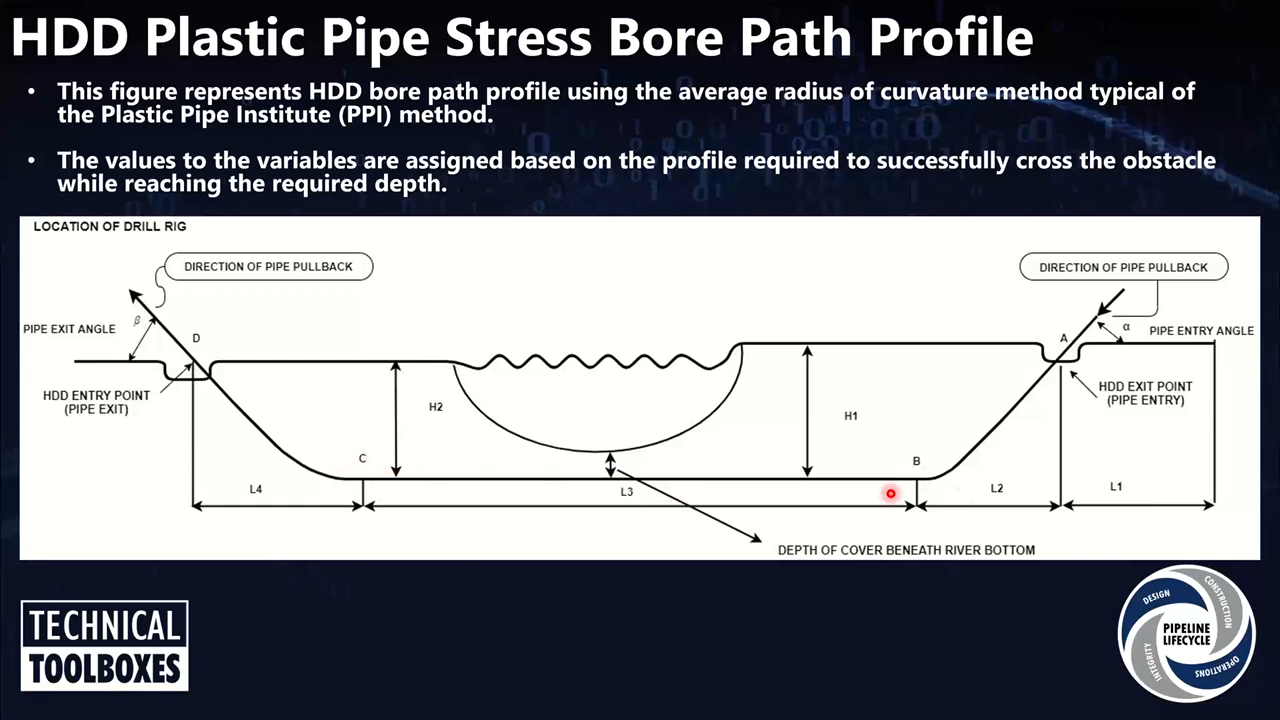 HDD Plastic Pipe Stress Bore Path Profile
• This figure represents HDD bore path profile using the average radius of curvature method typical of
the Plastic Pipe Institute (PPI) method.
• The values to the variables are assigned based on the profile required to successfully cross the obstacle
while reaching the required depth.
LOCATION OF DRILL RIG
DIRECTION OF PIPE PULLBACK
DIRECTION OF PIPE PULLBACK
PIPE EXIT ANGLE
β
D
A
α
PIPE ENTRY ANGLE
HDD ENTRY POINT
(PIPE EXIT)
H2
H1
HDD EXIT POINT
(PIPE ENTRY)
C
B
L4
L3
L2
L1
DEPTH OF COVER BENEATH RIVER BOTTOM
TECHNICAL
TOOLBOXES
DESIGN
CONSTRUCTION
PIPELINE
LIFECYCLE
INTEGRITY
OPERATIONS